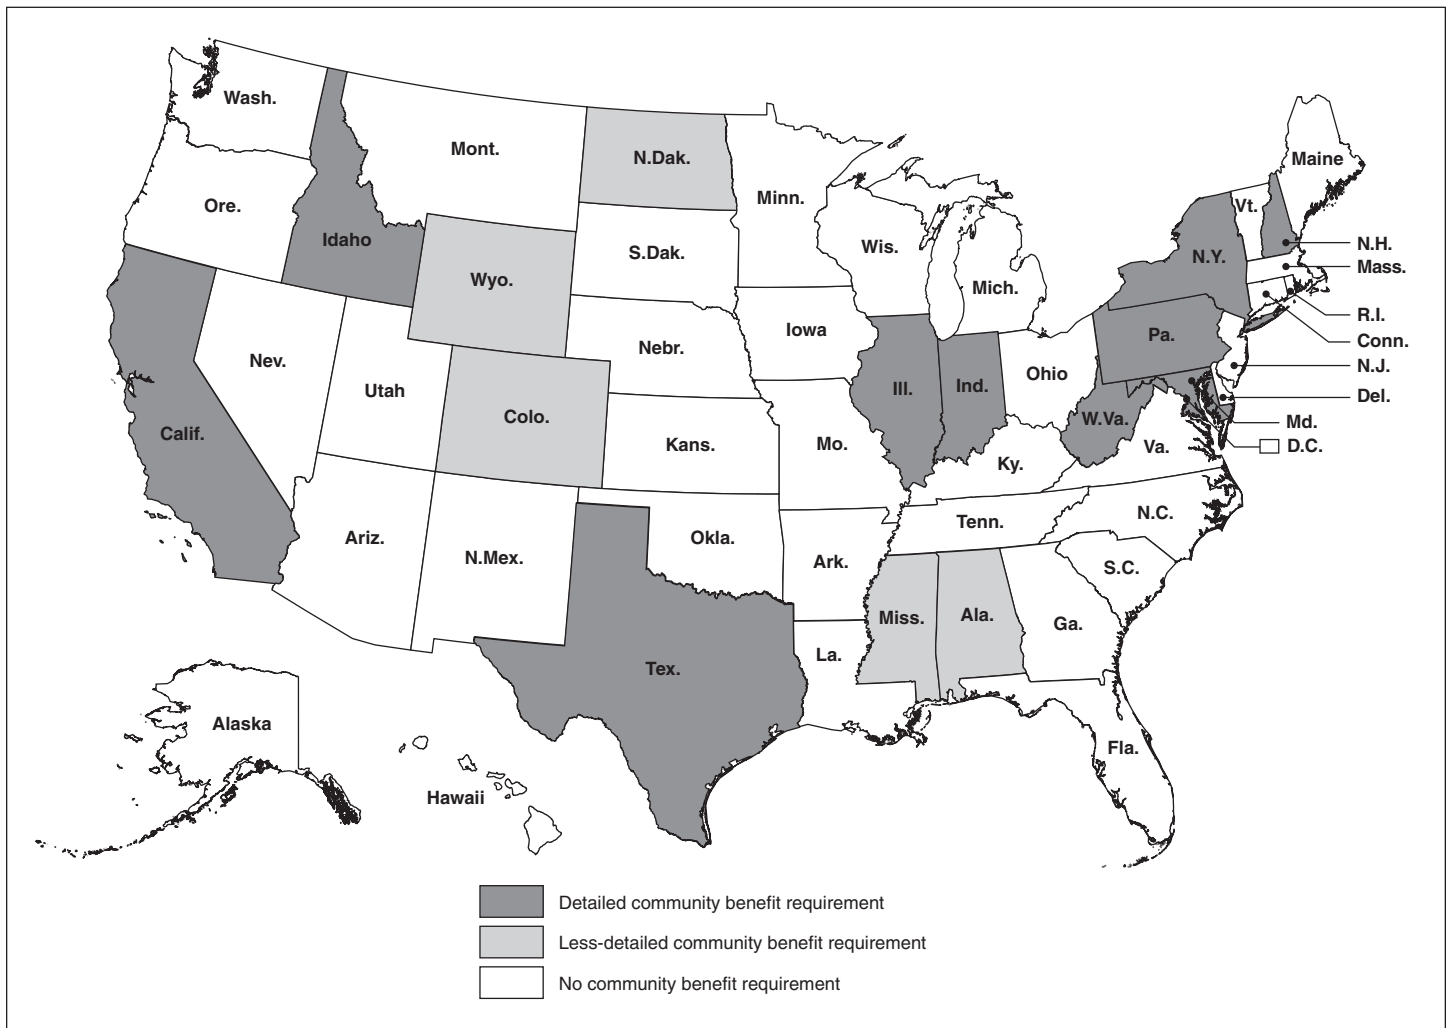 Wash.
Mont.
N.Dak.
Minn.
Maine
Ore.
Idaho
Wyo.
S.Dak.
Wis.
Mich.
N.Y.
Vt.
N.H.
Mass.
R.I.
Conn.
N.J.
Del.
Md.
D.C.
Nev.
Utah
Colo.
Nebr.
Iowa
Ill.
Ind.
Ohio
Pa.
Calif.
Kans.
Mo.
Ky.
W.Va.
Va.
Ariz.
N.Mex.
Okla.
Ark.
Tenn.
N.C.
S.C.
Tex.
La.
Miss.
Ala.
Ga.
Fla.
Alaska
Hawaii
Detailed community benefit requirement
Less-detailed community benefit requirement
No community benefit requirement